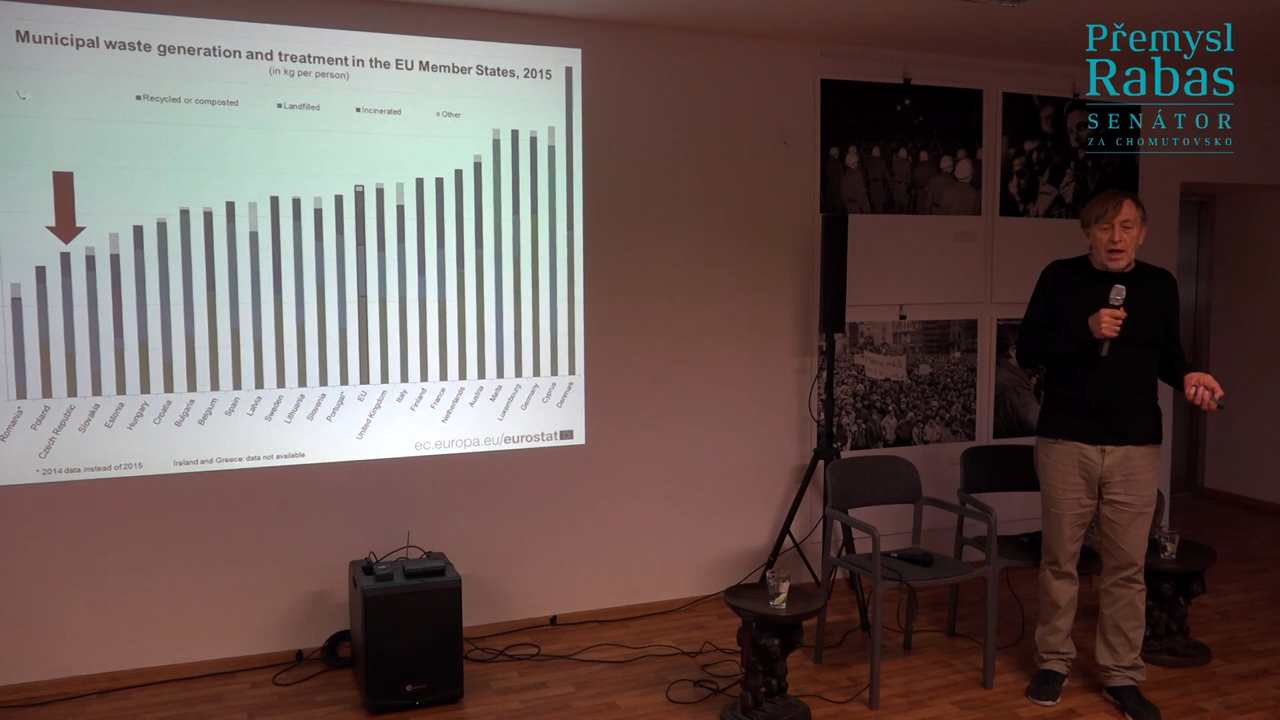 Municipal waste generation and treatment in the EU Member States, 2015
(in kg per person)
Recycled or composted
Landfilled
Incinerated
Other
Romania*
Poland
Czech Republic
Slovakia
Estonia
Hungary
Croatia
Bulgaria
Belgium
Spain
Latvia
Sweden
Lithuania
Slovenia
Portugal*
EU
United Kingdom
Italy
Finland
France
Netherlands
Austria
Malta
Luxembourg
Germany
Cyprus
Denmark
ec.europa.eu/eurostat
* 2014 data instead of 2015
Ireland and Greece: data not available
Přemysl
Rabas
SENÁTOR
ZA CHOMUTOVSKO